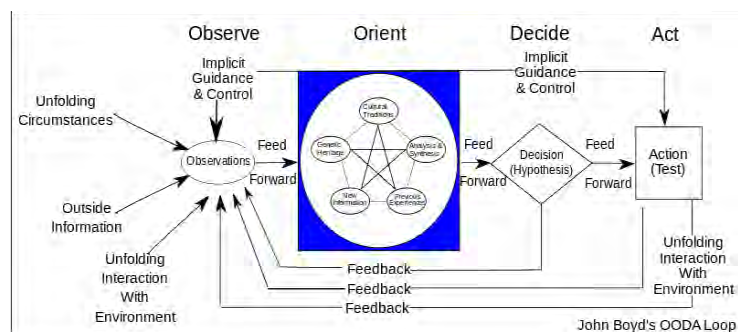 Observe
Orient
Decide
Act
Implicit
Guidance
& Control
Implicit
Guidance
& Control
Unfolding
Circumstances
Observations
Feed
Forward
Cultural
Traditions
Genetic
Heritage
Analysis &
Synthesis
New
Information
Previous
Experiences
Feed
Forward
Decision
(Hypothesis)
Feed
Forward
Action
(Test)
Outside
Information
Unfolding
Interaction
With
Environment
Unfolding
Interaction
With
Environment
Feedback
Feedback
Feedback
John Boyd's OODA Loop